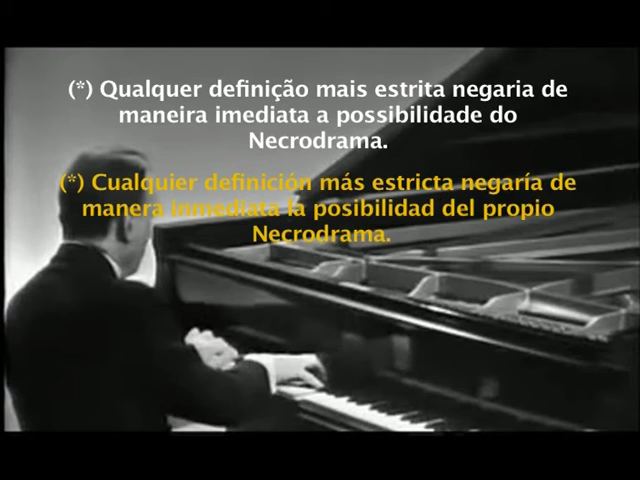 (*) Qualquer definição mais estrita negaria de
maneira imediata a possibilidade do
Necrodrama.
(*) Cualquier definición más estricta negaría de
manera inmediata la posibilidad del propio
Necrodrama.